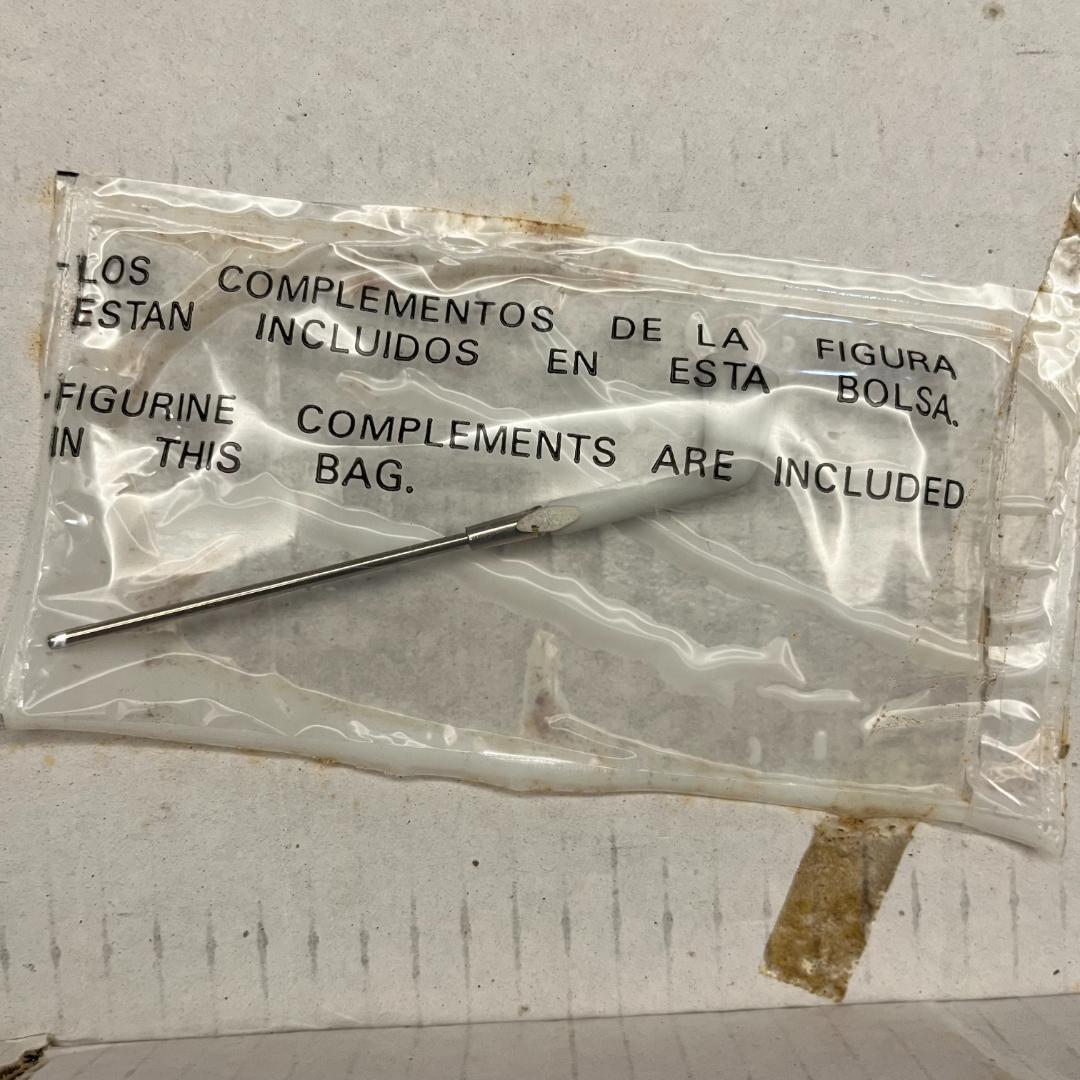 -LOS COMPLEMENTOS DE LA FIGURA
ESTAN INCLUIDOS EN ESTA BOLSA.
-FIGURINE COMPLEMENTS ARE INCLUDED
IN THIS BAG.